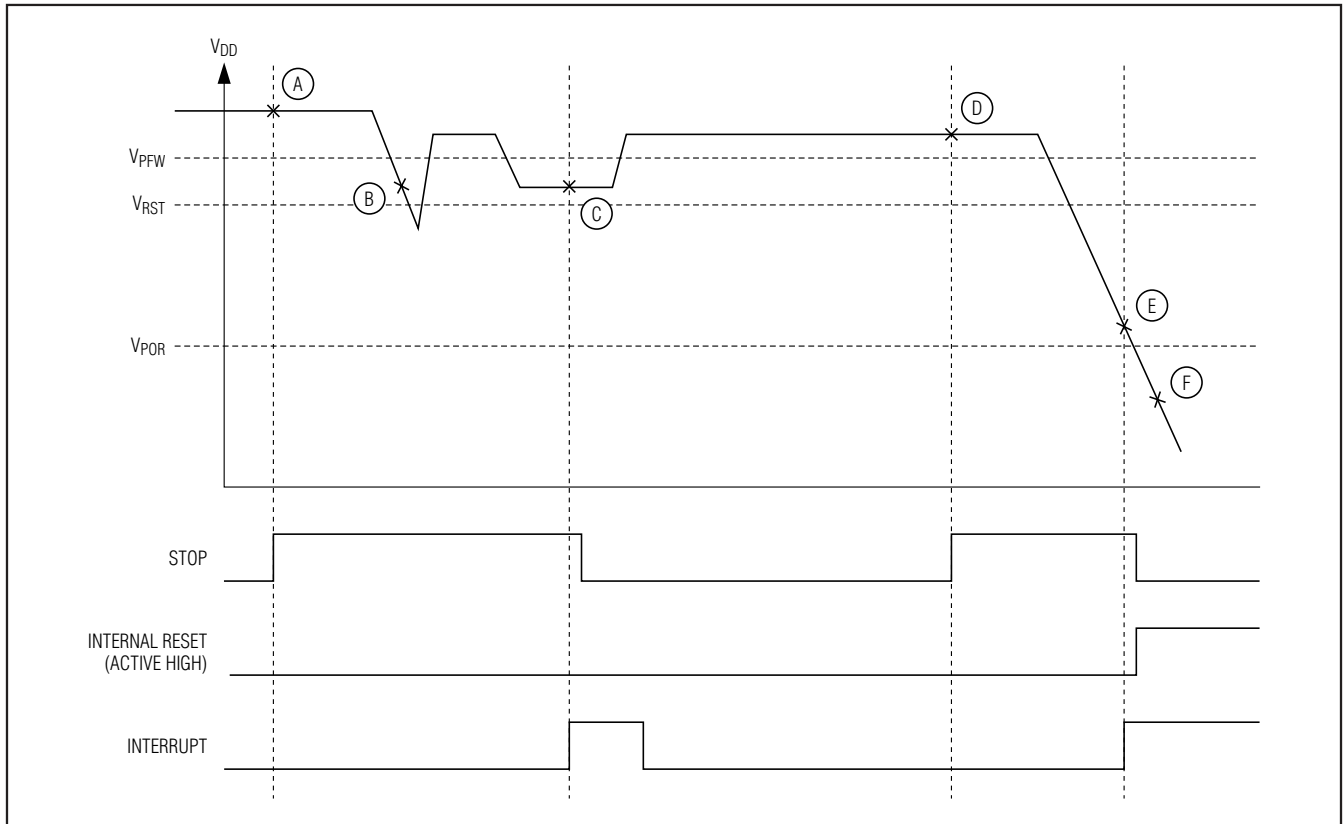 VDD
A
VPFW
B
VRST
C
D
E
VPOR
F
STOP
INTERNAL RESET
(ACTIVE HIGH)
INTERRUPT